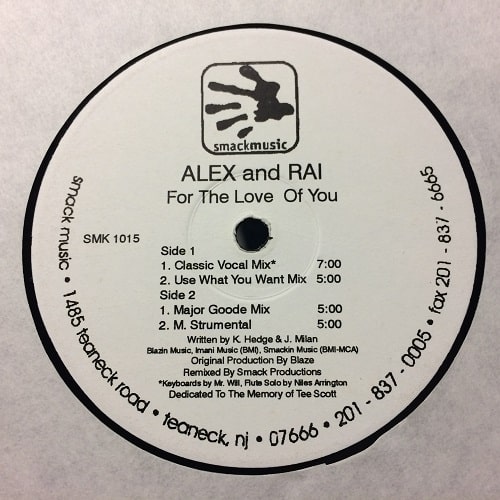 smackmusic
ALEX and RAI
For The Love Of You
SMK 1015
Side 1
1. Classic Vocal Mix* 7:00
2. Use What You Want Mix 5:00
Side 2
1. Major Goode Mix 5:00
2. M. Strumental 5:00
Written by K. Hedge & J. Milan
Blazin Music, Imani Music (BMI), Smackin Music (BMI-MCA)
Original Production By Blaze
Remixed By Smack Productions
*Keyboards by Mr. Will, Flute Solo by Niles Arrington
Dedicated To The Memory of Tee Scott
smack music • 1485 teaneck road • teaneck, nj • 07666 • 201 - 837 - 0005 • fax 201 - 837 - 6665